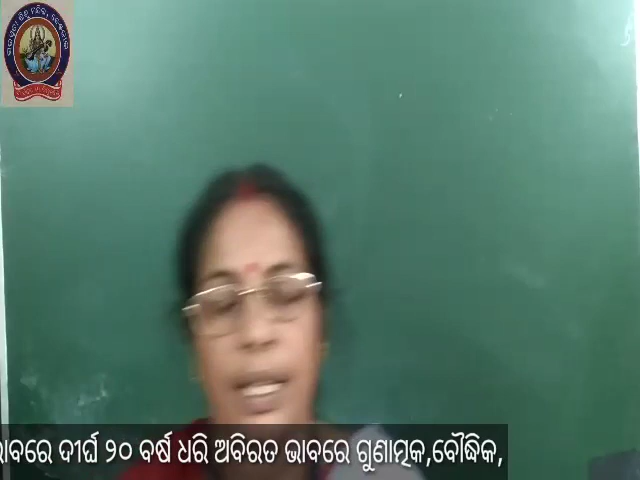 ଭାବରେ ଦୀର୍ଘ ୨୦ ବର୍ଷ ଧରି ଅବିରତ ଭାବରେ ଗୁଣାତ୍ମକ,ବୌଦ୍ଧିକ,